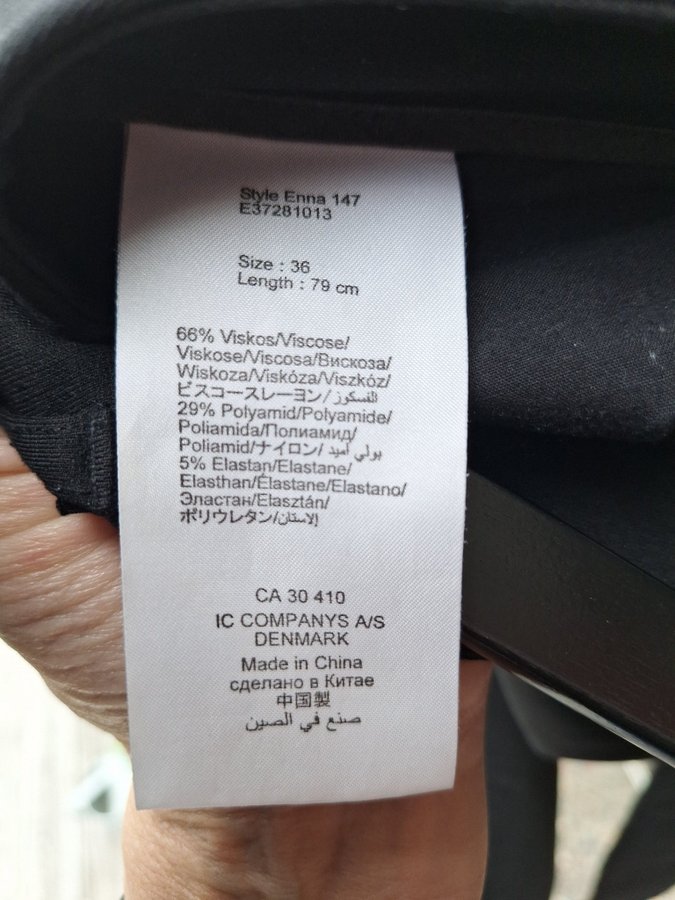 Style Enna 147
E37281013
Size : 36
Length : 79 cm
66% Viskos/Viscose/
Viskose/Viscosa/Вискоза/
Wiskoza/Viskóza/Viszkóz/
ビスコースレーヨン/الفسكوز/
29% Polyamid/Polyamide/
Poliamida/Полиамид/
Poliamid/ナイロン/بولي أميد/
5% Elastan/Elastane/
Elasthan/Élastane/Elastano/
Эластан/Elasztán/
ポリウレタン/الاستان/
CA 30 410
IC COMPANYS A/S
DENMARK
Made in China
сделано в Китае
中国製
صنع في الصين